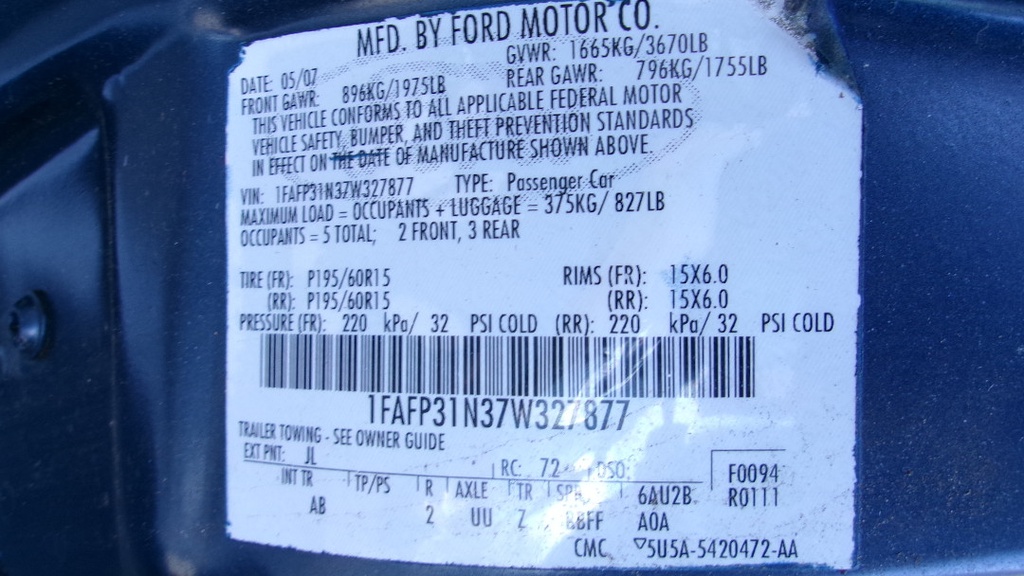 MFD. BY FORD MOTOR CO.
DATE: 05/07 GVWR: 1665KG/3670LB
FRONT GAWR: 896KG/1975LB REAR GAWR: 796KG/1755LB
THIS VEHICLE CONFORMS TO ALL APPLICABLE FEDERAL MOTOR
VEHICLE SAFETY, BUMPER, AND THEFT PREVENTION STANDARDS
IN EFFECT ON THE DATE OF MANUFACTURE SHOWN ABOVE.
VIN: 1FAFP31N37W327877 TYPE: Passenger Car
MAXIMUM LOAD = OCCUPANTS + LUGGAGE = 375KG/ 827LB
OCCUPANTS = 5 TOTAL; 2 FRONT, 3 REAR
TIRE (FR): P195/60R15 RIMS (FR): 15X6.0
(RR): P195/60R15 (RR): 15X6.0
PRESSURE (FR): 220 kPa/ 32 PSI COLD (RR): 220 kPa/ 32 PSI COLD
1FAFP31N37W327877
TRAILER TOWING - SEE OWNER GUIDE
EXT PNT: JL RC: 72 DSO: F0094
INT TR TP/PS R AXLE TR 6AU2B R0111
AB 2 UU Z BBFF A0A
CMC ▽5U5A-5420472-AA